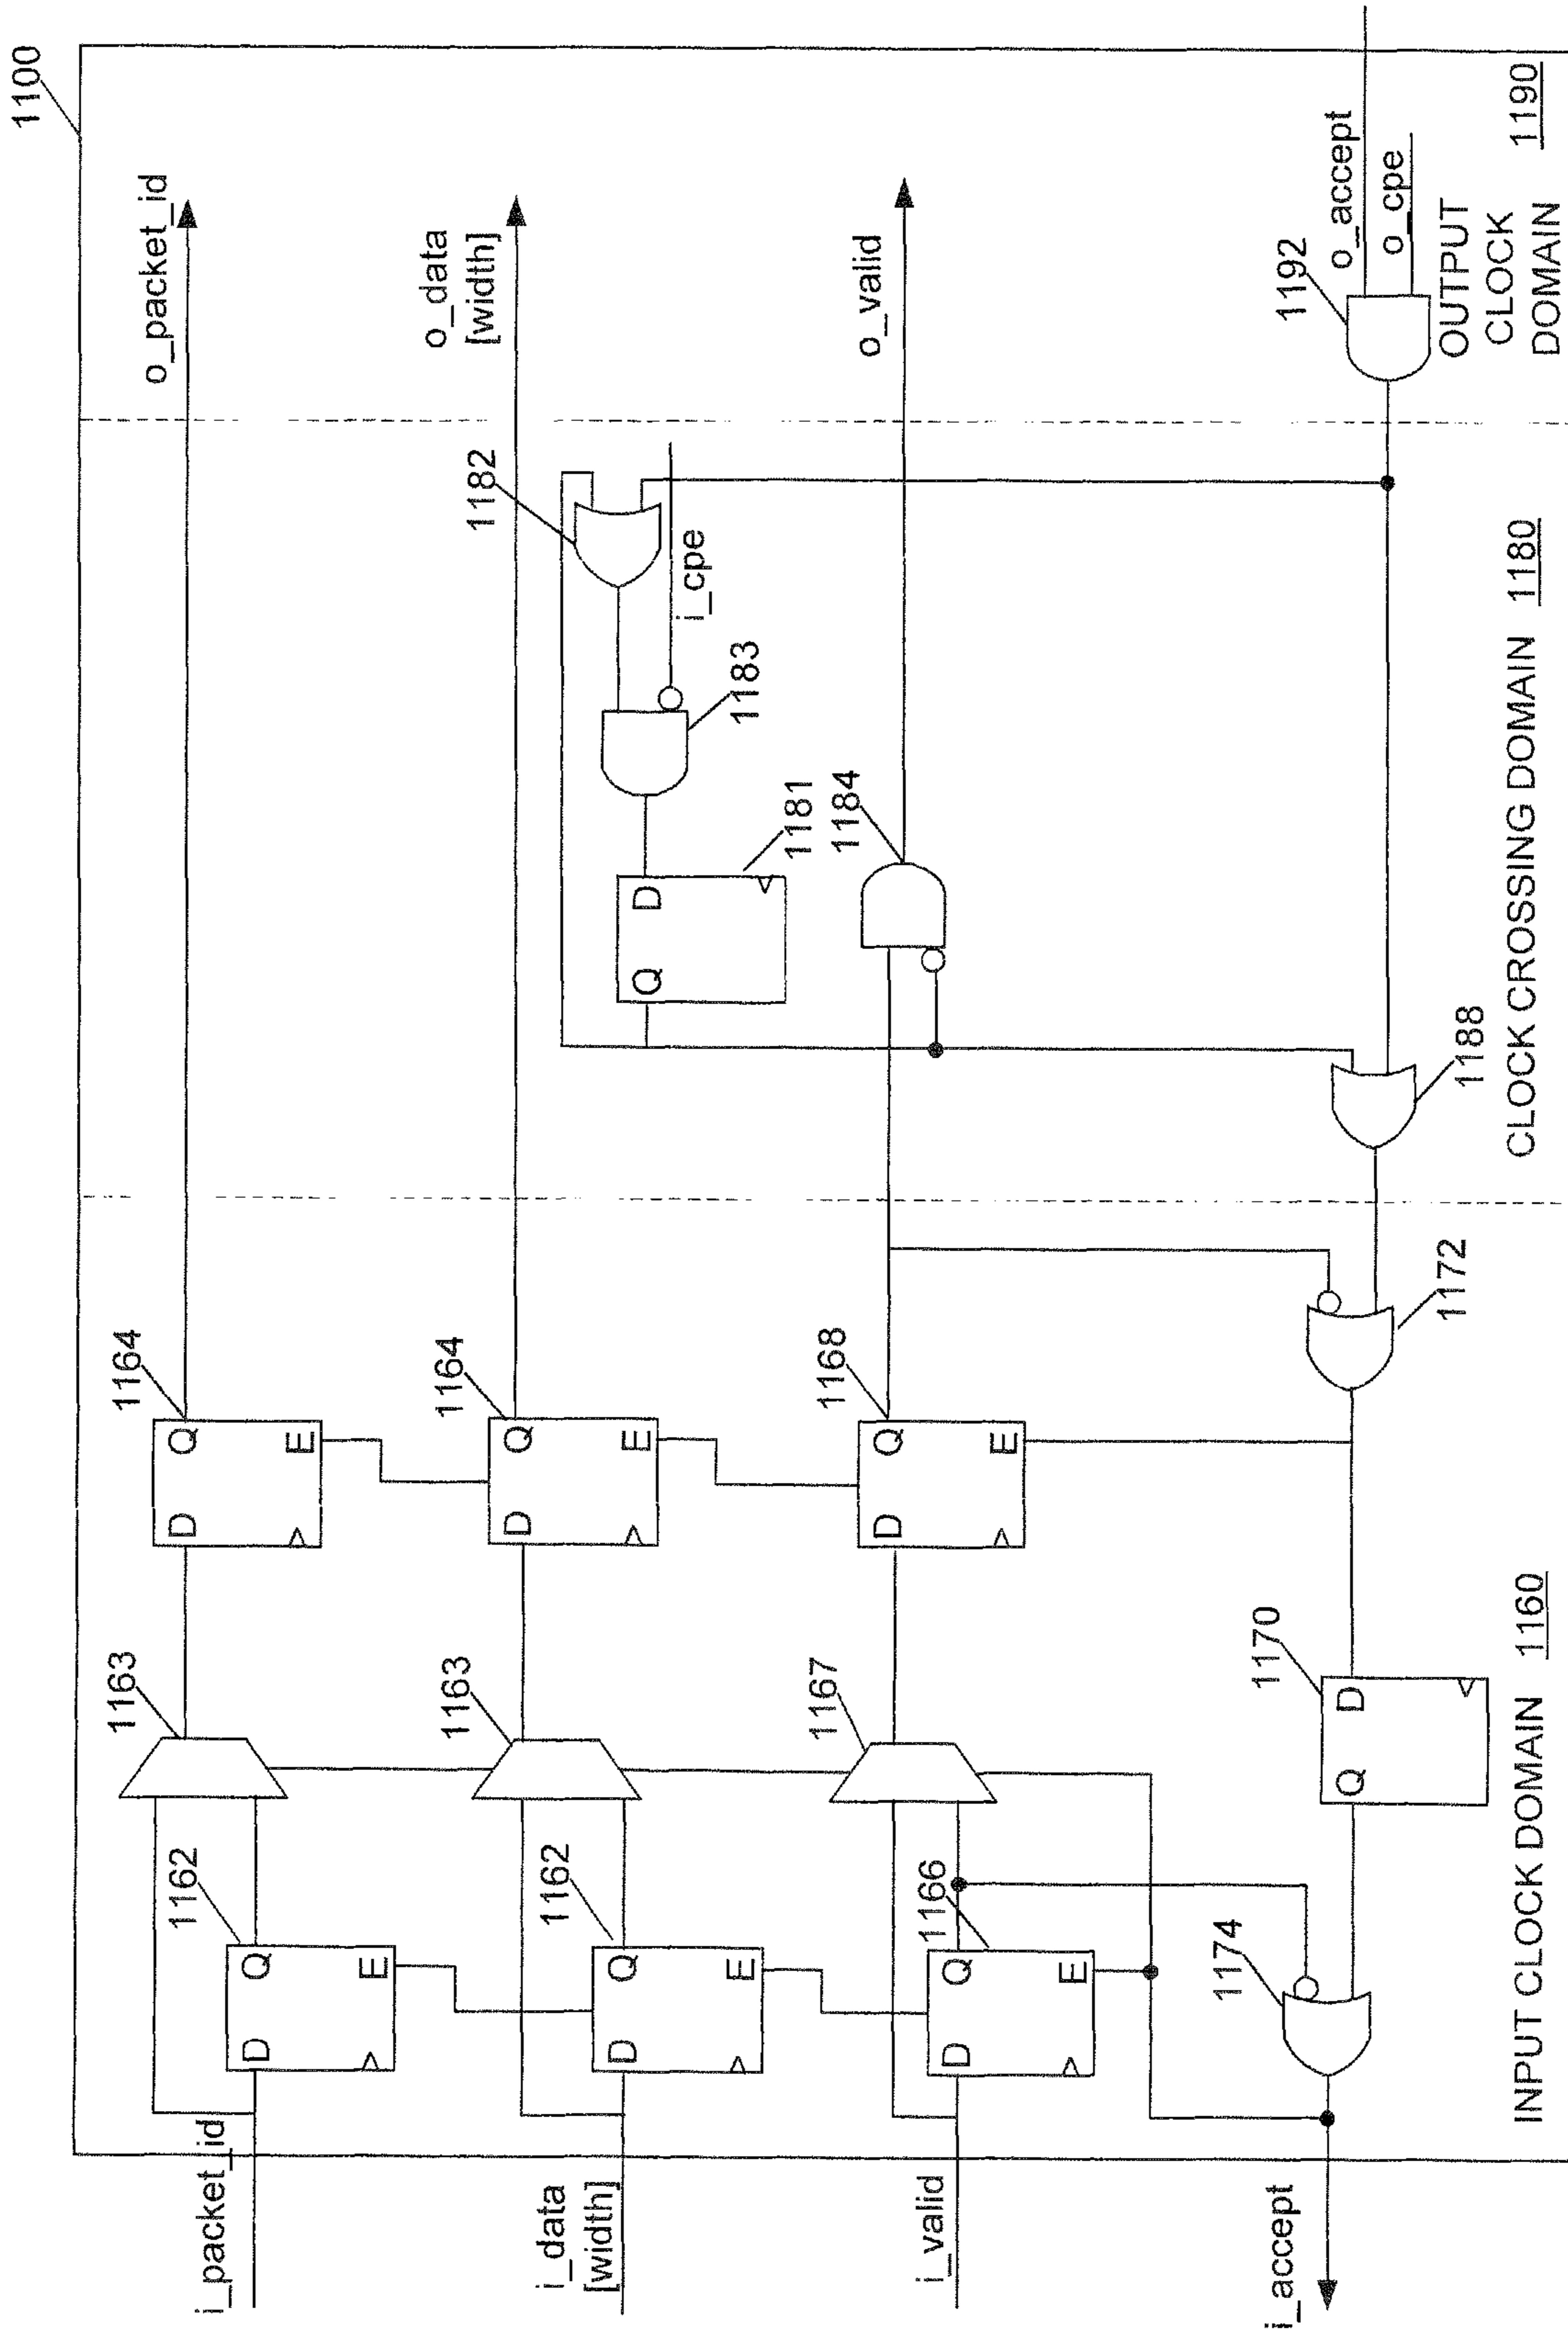 1100
i_packet_id
1162
1163
1164
o_packet_id
D
Q
E
D
Q
E
i_data
[width]
1162
1163
1164
1182
o_data
[width]
D
Q
E
D
Q
E
i_cpe
1183
Q
D
1181
1184
i_valid
1166
1167
1168
o_valid
D
Q
E
D
Q
E
1174
1170
1172
1188
1192
o_accept
o_cpe
Q
D
i_accept
INPUT CLOCK DOMAIN 1160
CLOCK CROSSING DOMAIN 1180
OUTPUT
CLOCK
DOMAIN 1190